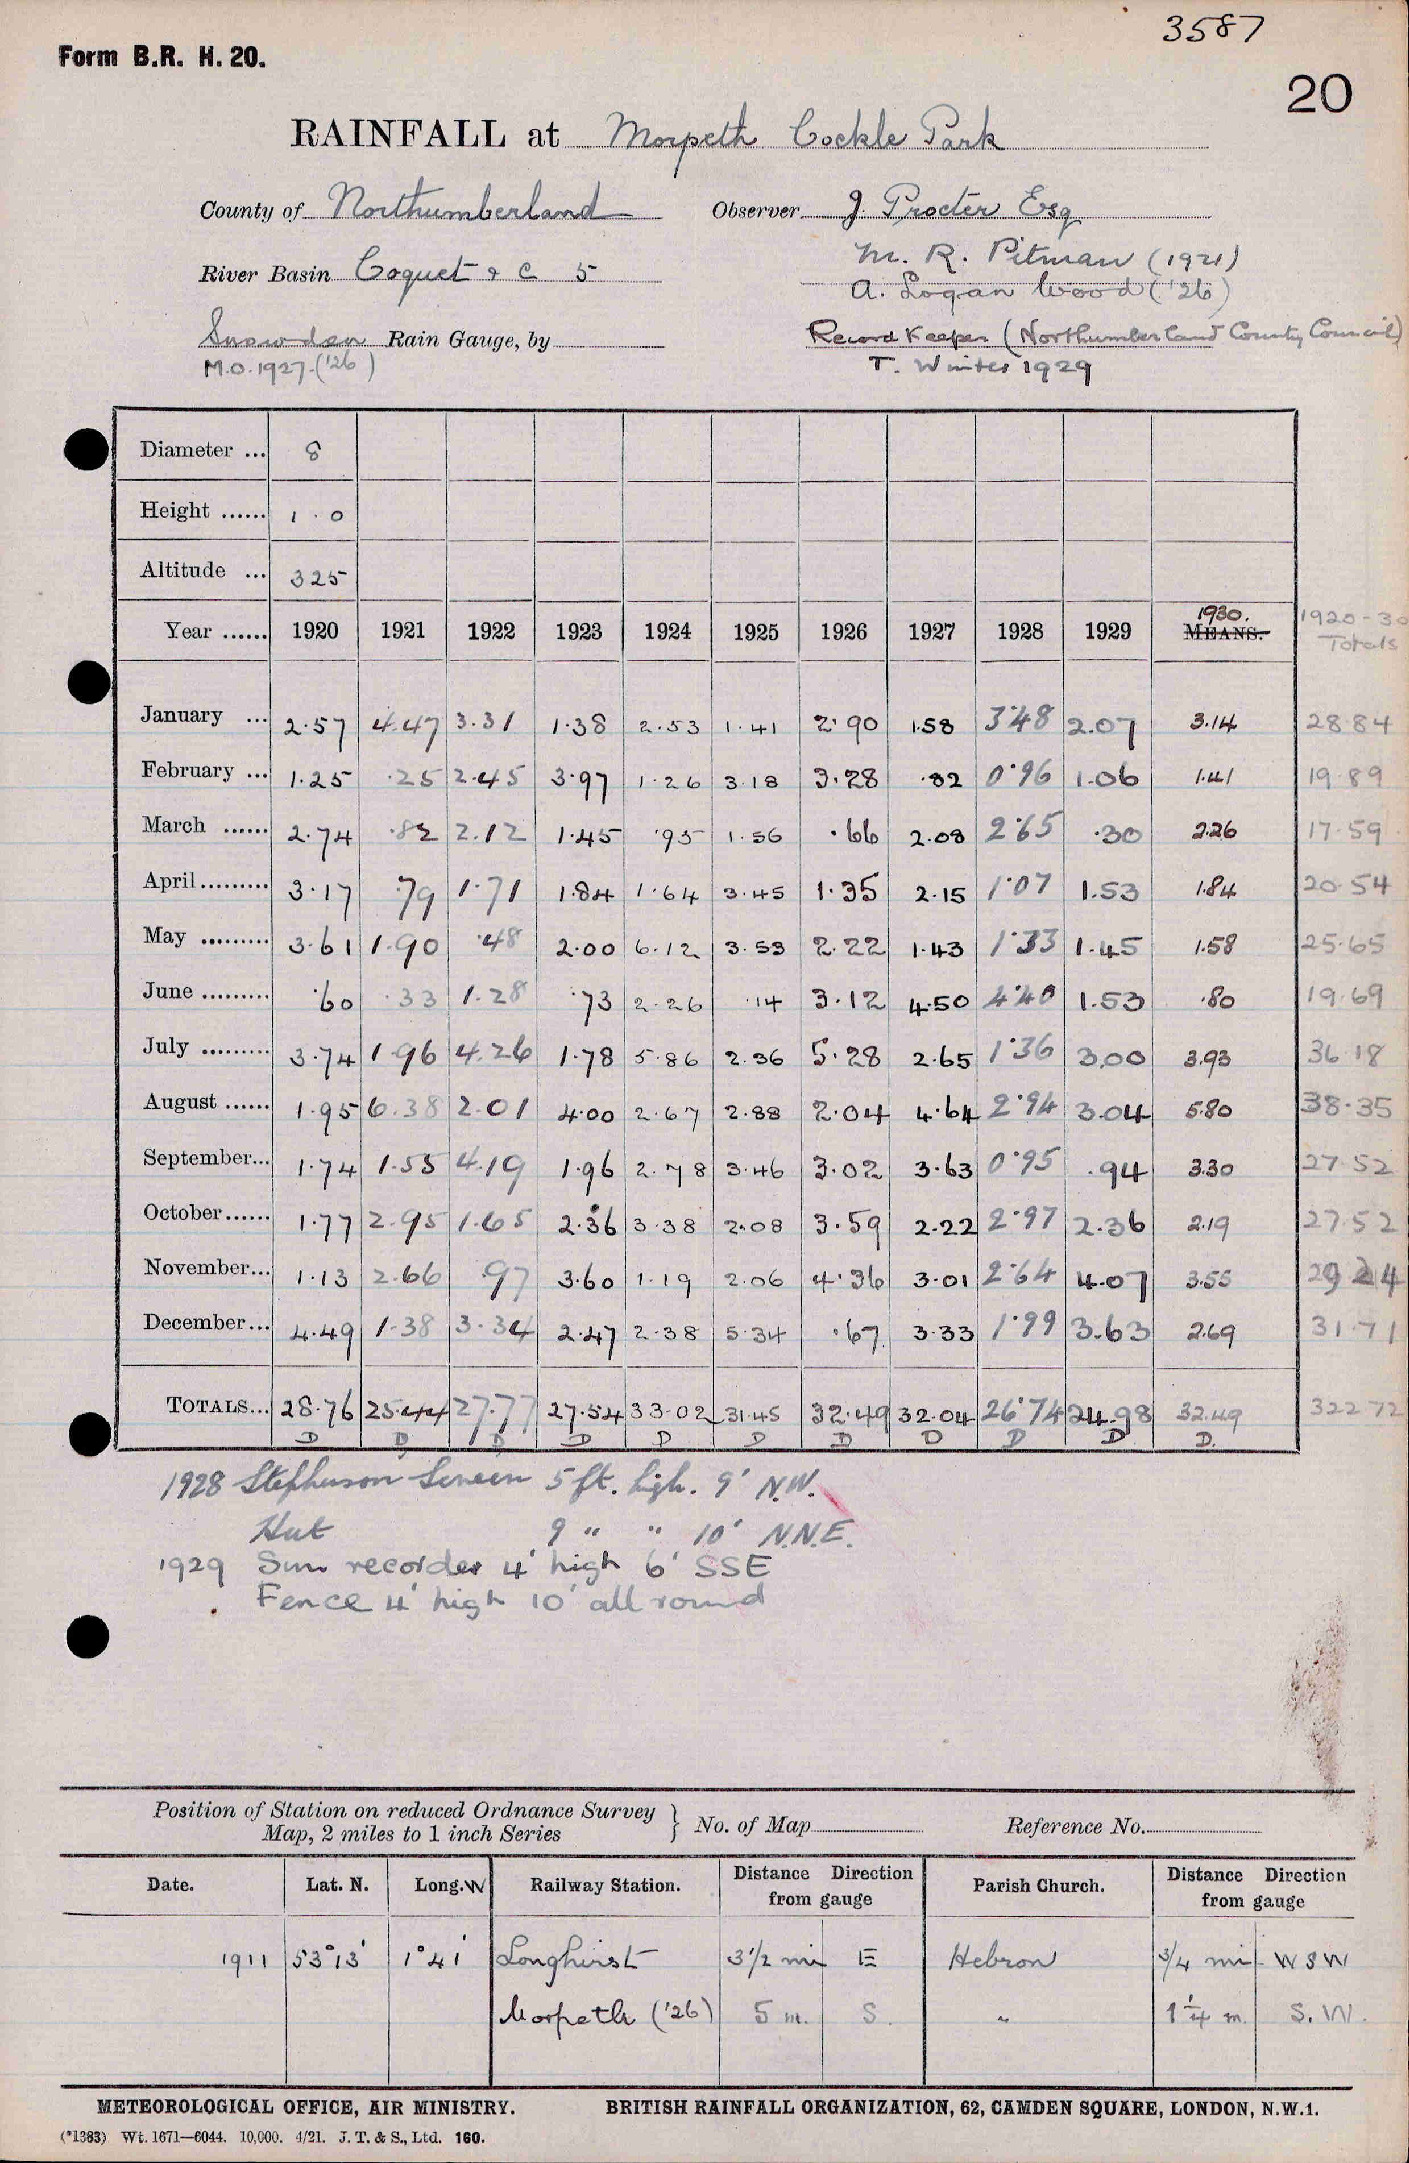 3587
Form B.R. H. 20.
20
RAINFALL at Morpeth Cockle Park
County of Northumberland Observer J. Procter Esq
M. R. Pitman (1921)
River Basin Coquet & c 5
A. Logan Wood ('26)
Snowden Rain Gauge, by
Record Keeper (Northumberland County Council)
M.O. 1927 ('26)
T. Winter 1929
Diameter ... 8
Height ...... 1.0
Altitude ... 325
Year ...... 1920 1921 1922 1923 1924 1925 1926 1927 1928 1929 1930. MEANS. 1920-30 Totals
January ... 2.57 4.47 3.31 1.38 2.53 1.41 2.90 1.58 3.48 2.07 3.14 28.84
February ... 1.25 .25 2.45 3.97 1.26 3.18 3.28 .82 0.96 1.06 1.41 19.89
March ...... 2.74 .82 2.12 1.45 .95 1.56 .66 2.08 2.65 .30 2.26 17.59
April ......... 3.17 .79 1.71 1.84 1.64 3.45 1.35 2.15 1.07 1.53 1.84 20.54
May ......... 3.61 1.90 .48 2.00 6.12 3.53 2.22 1.43 1.33 1.45 1.58 25.65
June ......... .60 .33 1.28 .73 2.26 .14 3.12 4.50 4.40 1.53 .80 19.69
July ......... 3.74 1.96 4.26 1.78 5.86 2.36 5.28 2.65 1.36 3.00 3.93 36.18
August ...... 1.95 6.38 2.01 4.00 2.67 2.88 2.04 4.64 2.94 3.04 5.80 38.35
September... 1.74 1.55 4.19 1.96 2.78 3.46 3.02 3.63 0.95 .94 3.30 27.52
October...... 1.77 2.95 1.65 2.36 3.38 2.08 3.59 2.22 2.97 2.36 2.19 27.52
November... 1.13 2.66 .97 3.60 1.19 2.06 4.36 3.01 2.64 4.07 3.55 29.24
December... 4.49 1.38 3.34 2.47 2.38 5.34 .67 3.33 1.99 3.63 2.69 31.71
TOTALS... 28.76 25.44 27.77 27.54 33.02 31.45 32.49 32.04 26.74 24.98 32.49 322.72
D D D D D D D D D D D.
1928 Stephenson Screen 5 ft. high. 9' N.W.
Hut 9 " " 10' N.N.E.
1929 Sun recorder 4' high 6' SSE
Fence 4' high 10' all round
Position of Station on reduced Ordnance Survey
Map, 2 miles to 1 inch Series } No. of Map Reference No.
Date. Lat. N. Long. W Railway Station. Distance Direction from gauge Parish Church. Distance Direction from gauge
1911 53°13' 1°41' Longhirst 3 1/2 mi E Hebron 3/4 mi W S W
Morpeth ('26) 5 m. S. " 1 1/4 m. S. W.
METEOROLOGICAL OFFICE, AIR MINISTRY. BRITISH RAINFALL ORGANIZATION, 62, CAMDEN SQUARE, LONDON, N.W.1.
(*1383) Wt. 1671—6044. 10,000. 4/21. J. T. & S., Ltd. 160.